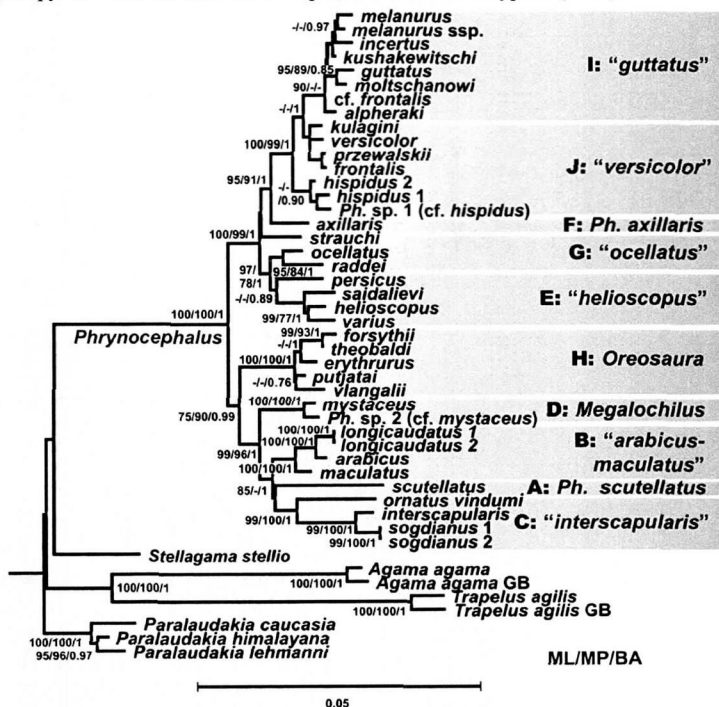 melanurus
-/-/0.97
melanurus ssp.
incertus
kushakewitschi
95/89/0.85
guttatus
moltschanowi
90/-/-
cf. frontalis
alpheraki
I: "guttatus"
-/-/1
kulagini
versicolor
100/99/1
przewalskii
frontalis
J: "versicolor"
95/91/1
-/-
/0.90
hispidus 2
hispidus 1
Ph. sp. 1 (cf. hispidus)
axillaris
F: Ph. axillaris
100/99/1
strauchi
ocellatus
G: "ocellatus"
97/
78/1
95/84/1
raddei
persicus
-/-/0.89
saidalievi
E: "helioscopus"
helioscopus
99/77/1
varius
100/100/1
Phrynocephalus
99/93/1
forsythii
-/-/1
theobaldi
100/100/1
erythrurus
H: Oreosaura
-/-/0.76
putjatai
vlangalii
75/90/0.99
100/100/1
mystaceus
D: Megalochilus
Ph. sp. 2 (cf. mystaceus)
99/96/1
100/100/1
longicaudatus 1
100/100/1
longicaudatus 2
B: "arabicus-
maculatus"
100/100/1
arabicus
maculatus
85/-/1
scutellatus
A: Ph. scutellatus
ornatus vindumi
99/100/1
interscapularis
C: "interscapularis"
99/100/1
sogdianus 1
99/100/1
sogdianus 2
Stellagama stellio
Agama agama
100/100/1
Agama agama GB
100/100/1
Trapelus agilis
100/100/1
Trapelus agilis GB
Paralaudakia caucasia
100/100/1
Paralaudakia himalayana
95/96/0.97
Paralaudakia lehmanni
ML/MP/BA
0.05